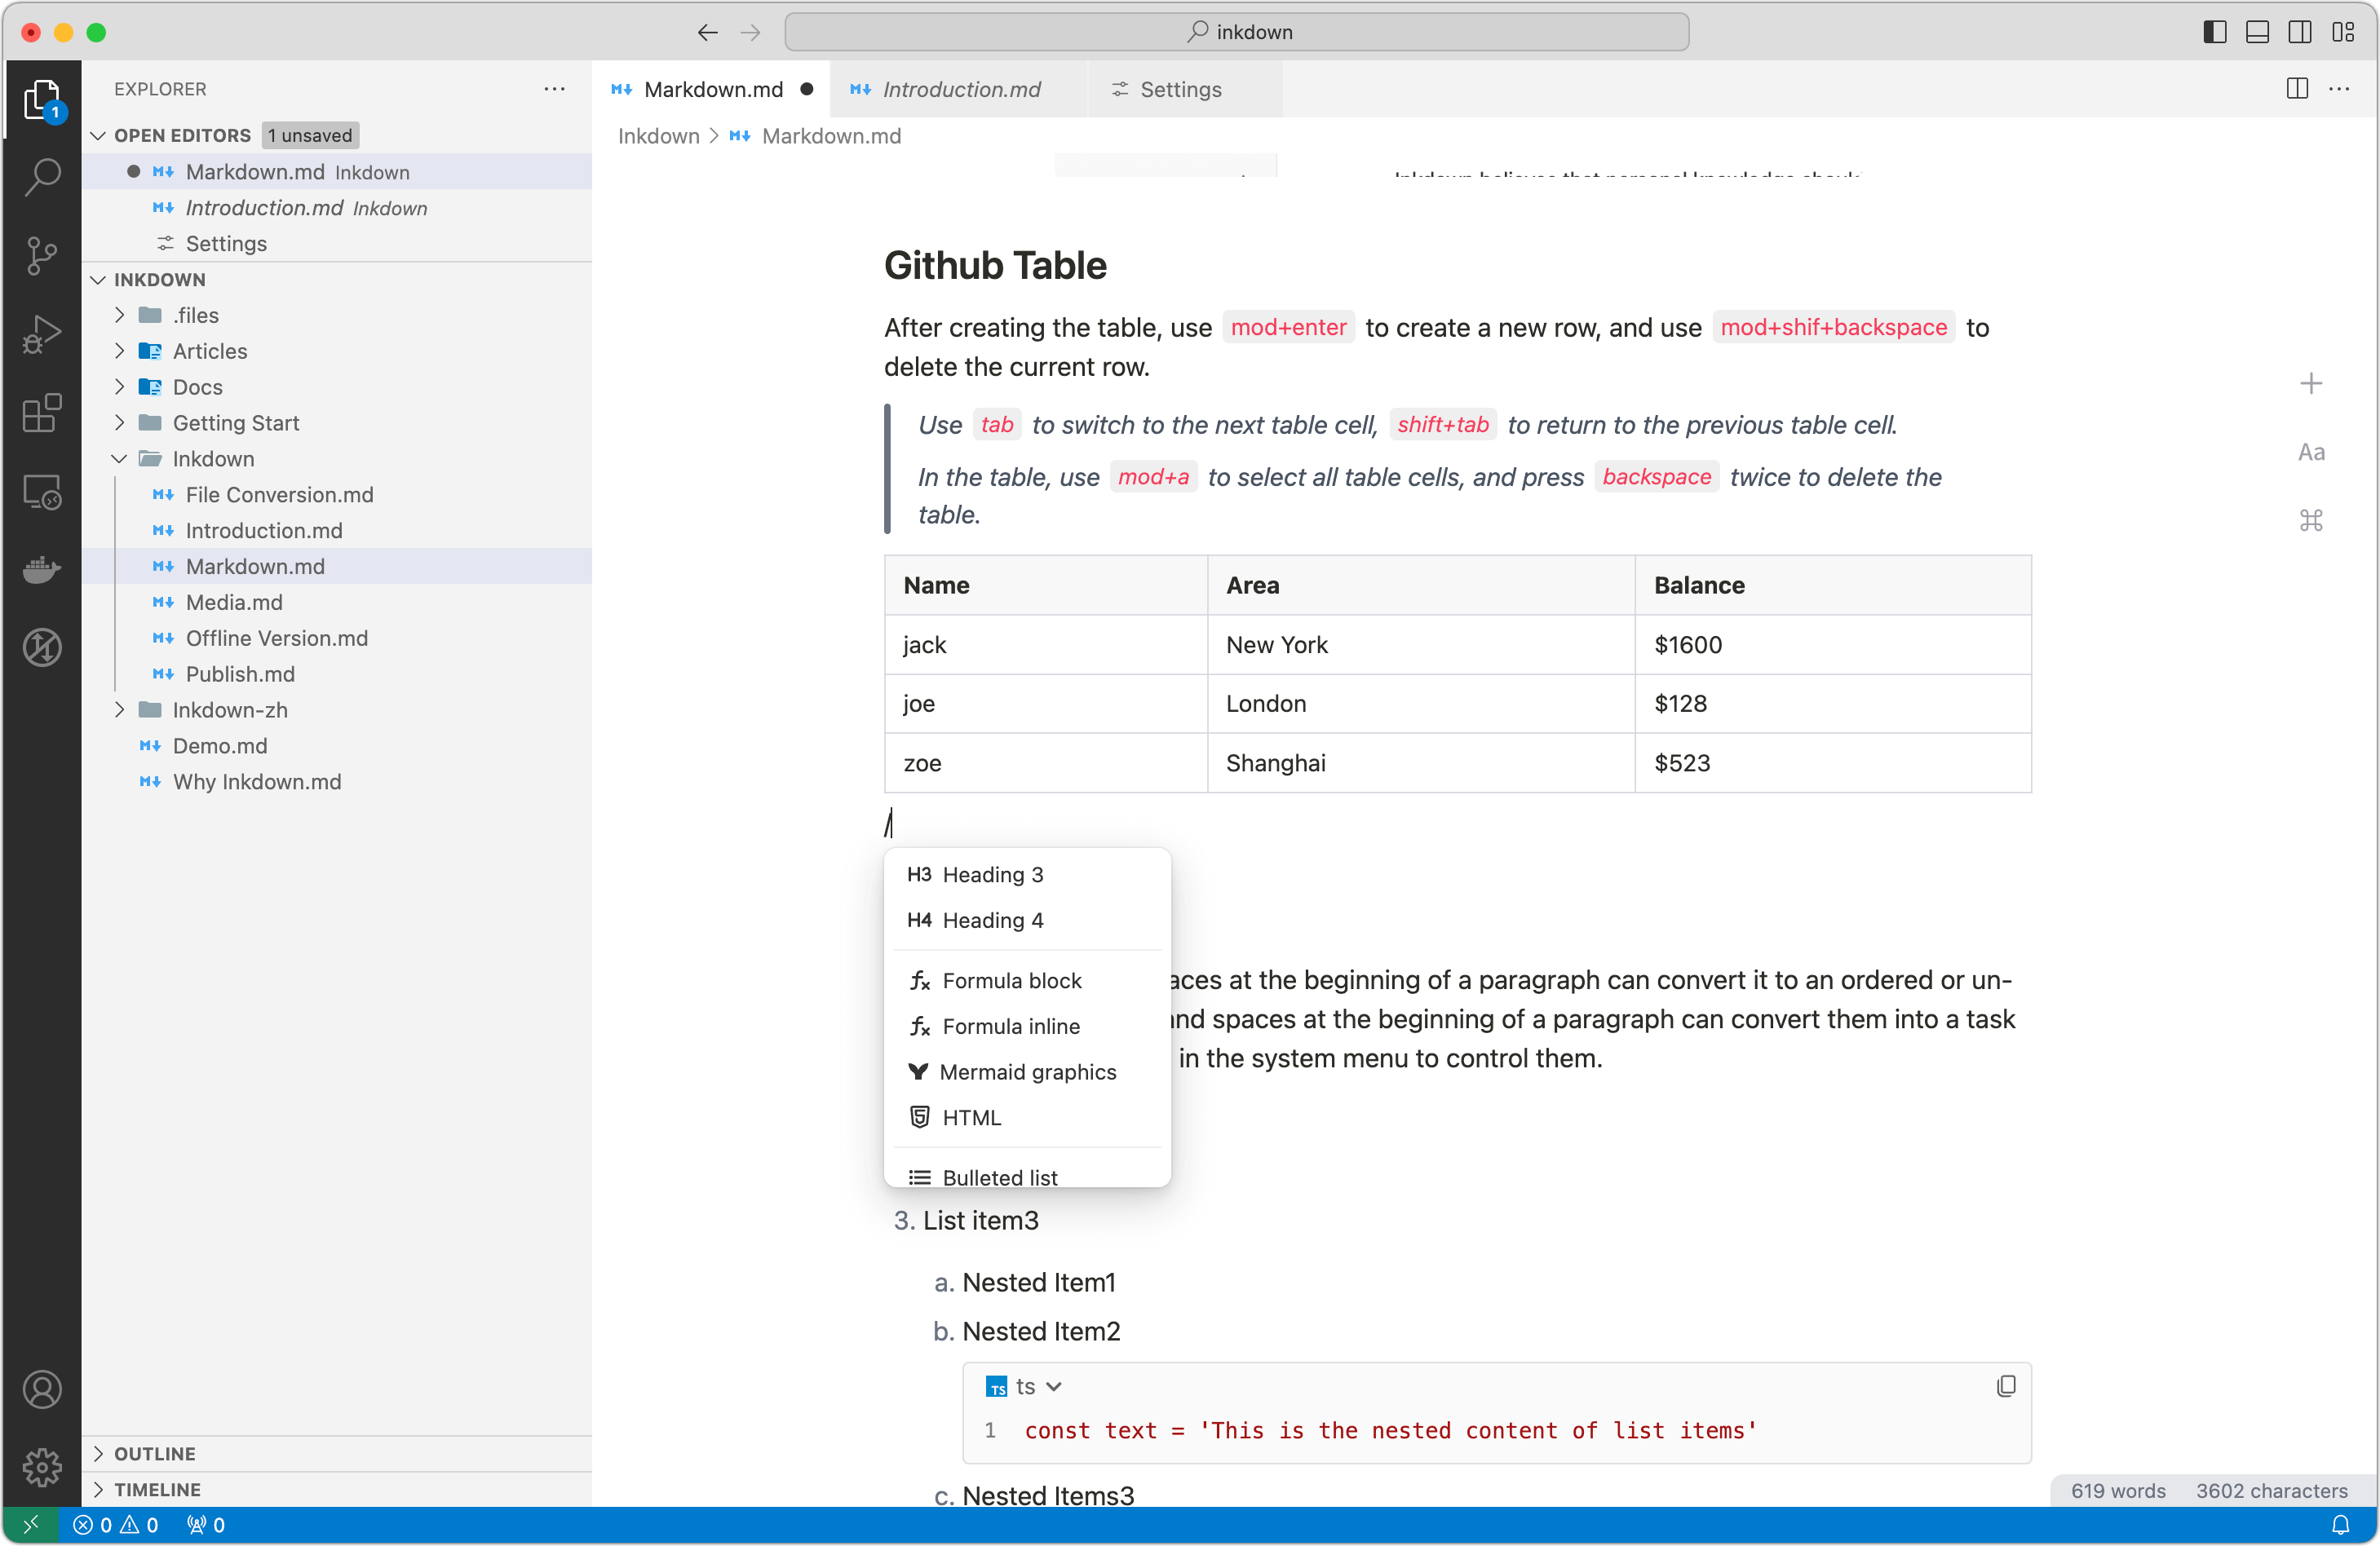 inkdown
EXPLORER
OPEN EDITORS 1 unsaved
Markdown.md Inkdown
Introduction.md Inkdown
Settings
INKDOWN
.files
Articles
Docs
Getting Start
Inkdown
File Conversion.md
Introduction.md
Markdown.md
Media.md
Offline Version.md
Publish.md
Inkdown-zh
Demo.md
Why Inkdown.md
OUTLINE
TIMELINE
Markdown.md
Introduction.md
Settings
Inkdown > Markdown.md
Inkdown believes that personal knowledge
Github Table
After creating the table, use mod+enter to create a new row, and use mod+shif+backspace to
delete the current row.
Use tab to switch to the next table cell, shift+tab to return to the previous table cell.
In the table, use mod+a to select all table cells, and press backspace twice to delete the
table.
Name Area Balance
jack New York $1600
joe London $128
zoe Shanghai $523
/
H3 Heading 3
H4 Heading 4
Formula block
Formula inline
Mermaid graphics
HTML
Bulleted list
aces at the beginning of a paragraph can convert it to an ordered or un-
nd spaces at the beginning of a paragraph can convert them into a task
in the system menu to control them.
3. List item3
a. Nested Item1
b. Nested Item2
TS ts
1 const text = 'This is the nested content of list items'
c. Nested Items3
Aa
619 words 3602 characters
1
0 0 0